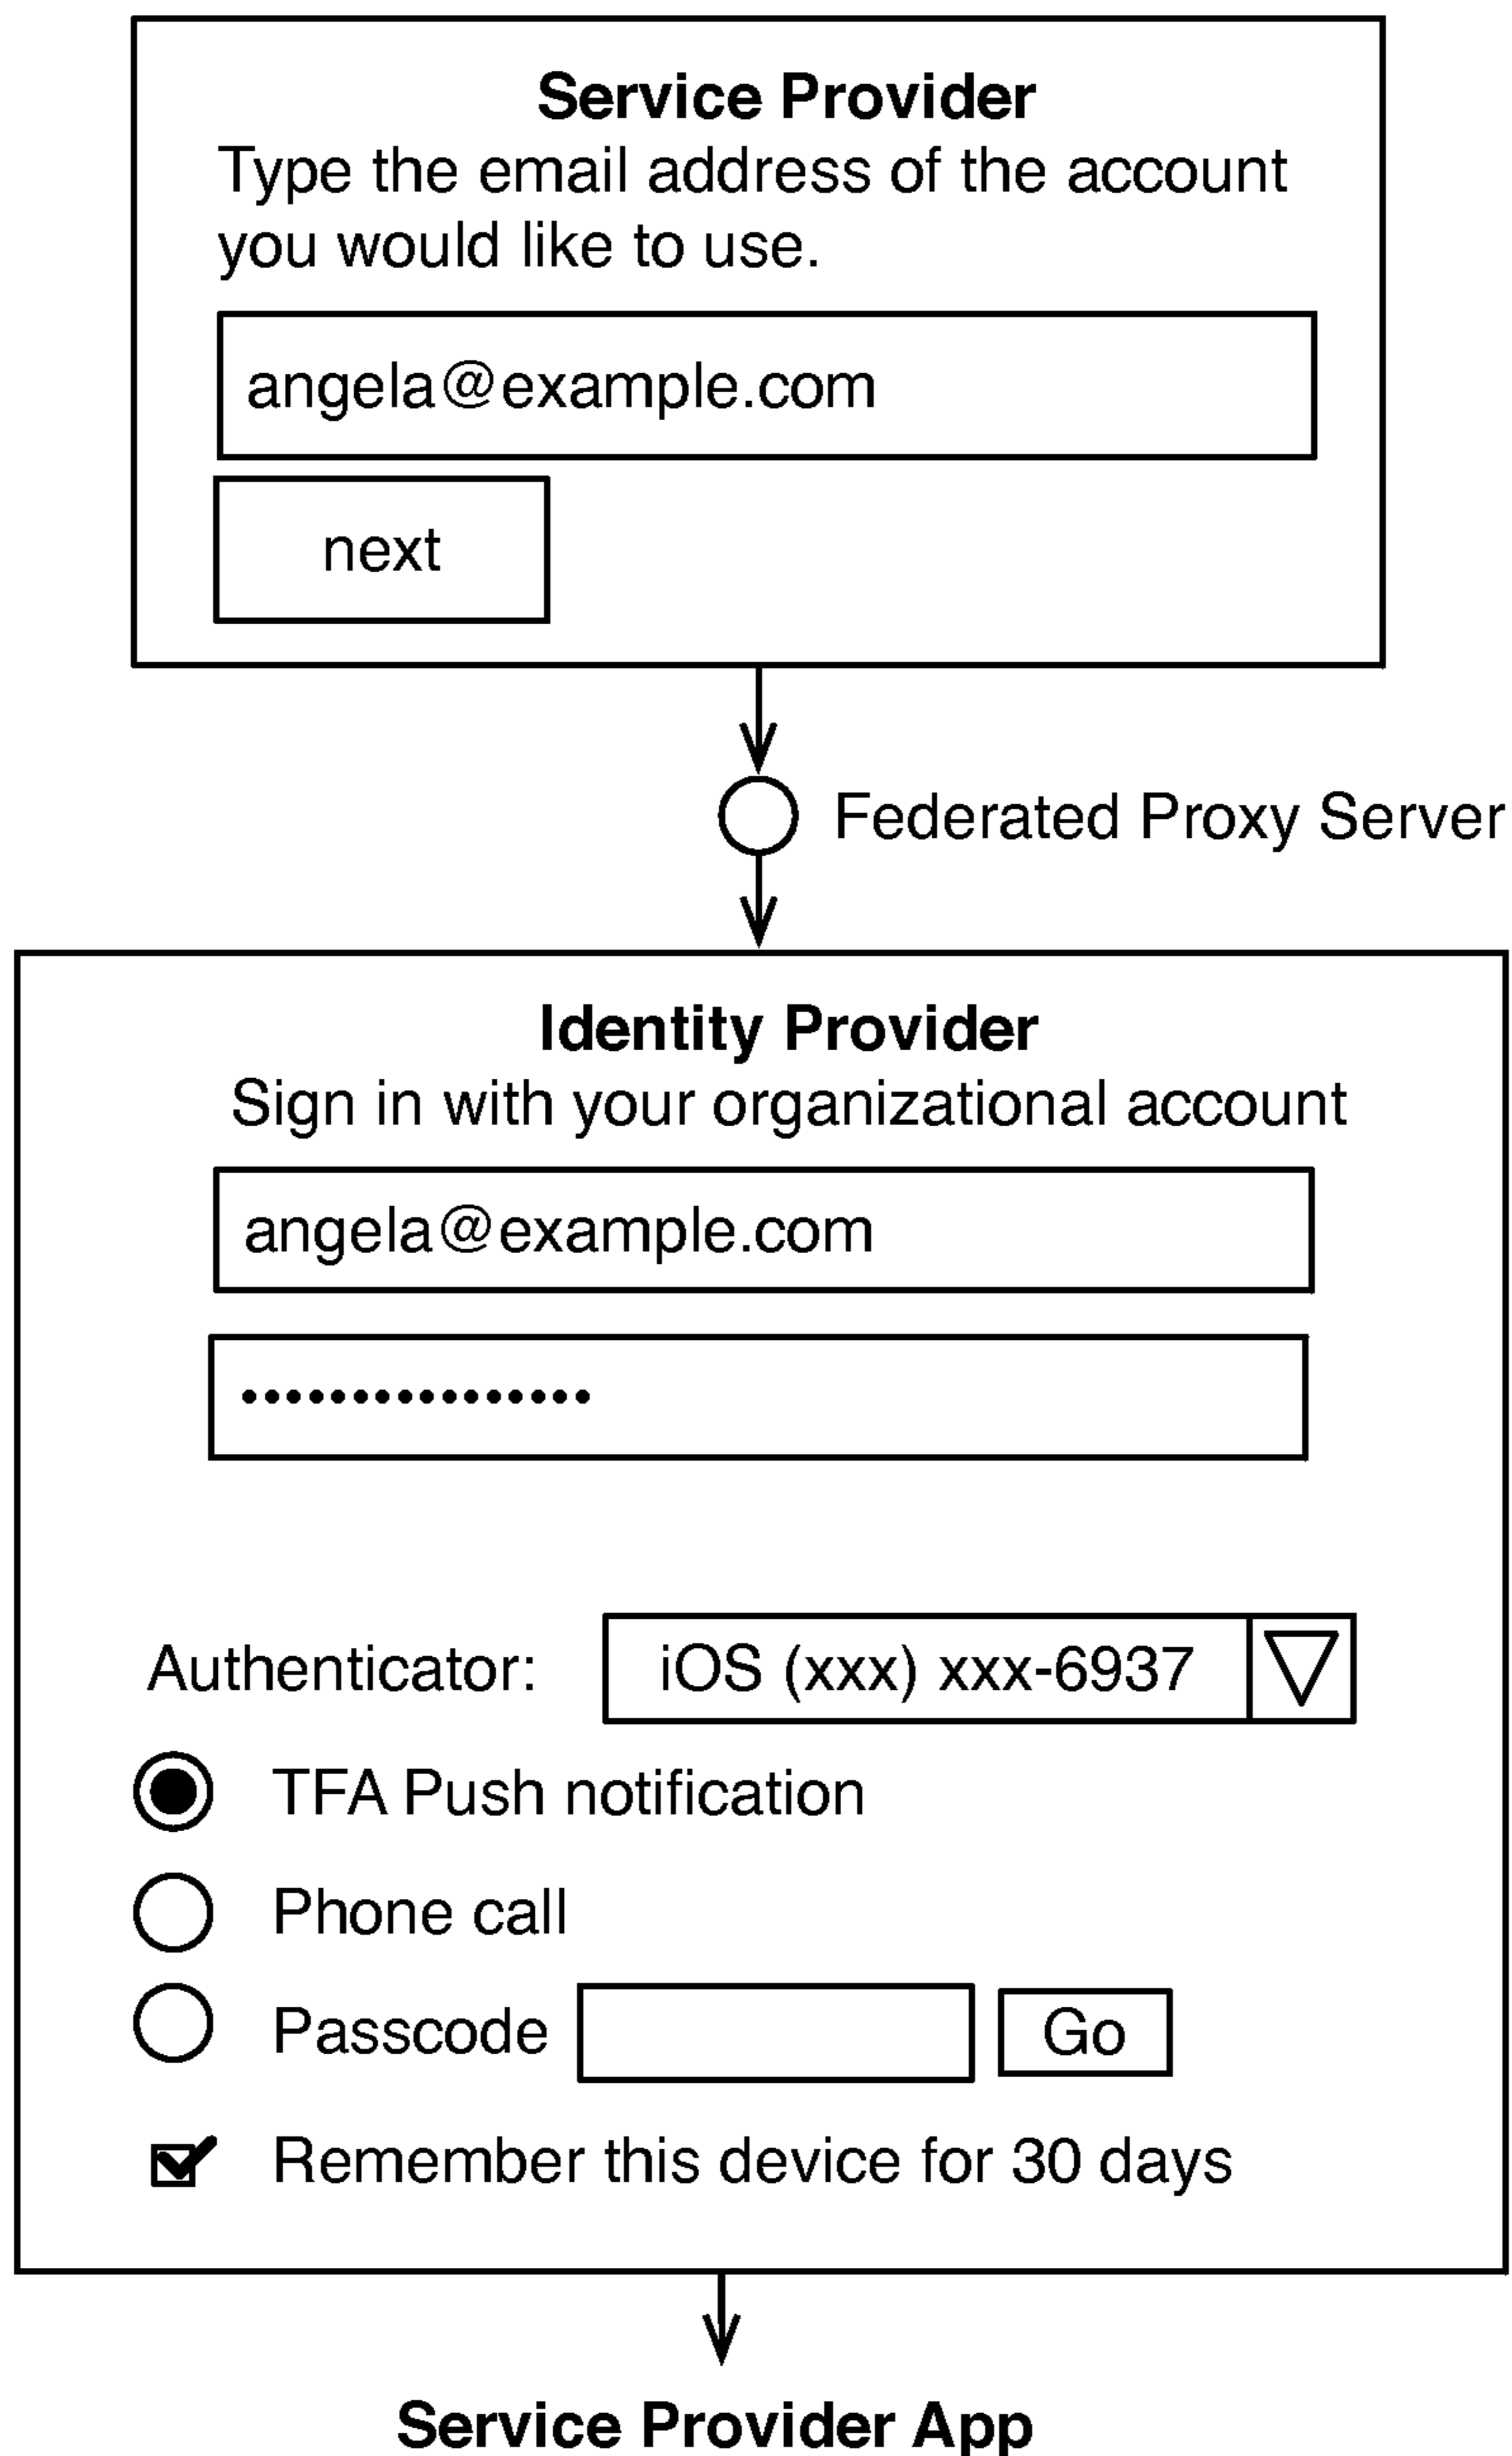 Service Provider
Type the email address of the account
you would like to use.
angela@example.com
next
Federated Proxy Server
Identity Provider
Sign in with your organizational account
angela@example.com
••••••••••••••••
Authenticator: iOS (xxx) xxx-6937
TFA Push notification
Phone call
Passcode Go
Remember this device for 30 days
Service Provider App